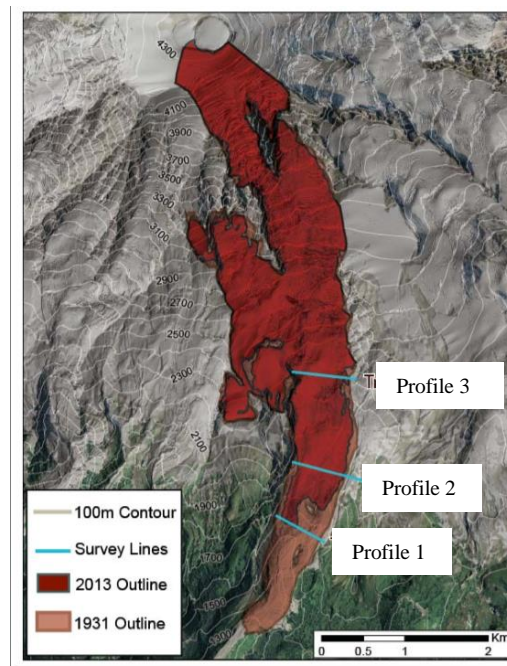 4300
4100
3900
3700
3500
3300
3100
2900
2700
2500
2300
2100
1900
1700
1500
1300
Profile 3
Profile 2
Profile 1
100m Contour
Survey Lines
2013 Outline
1931 Outline
Km
0 0.5 1 2